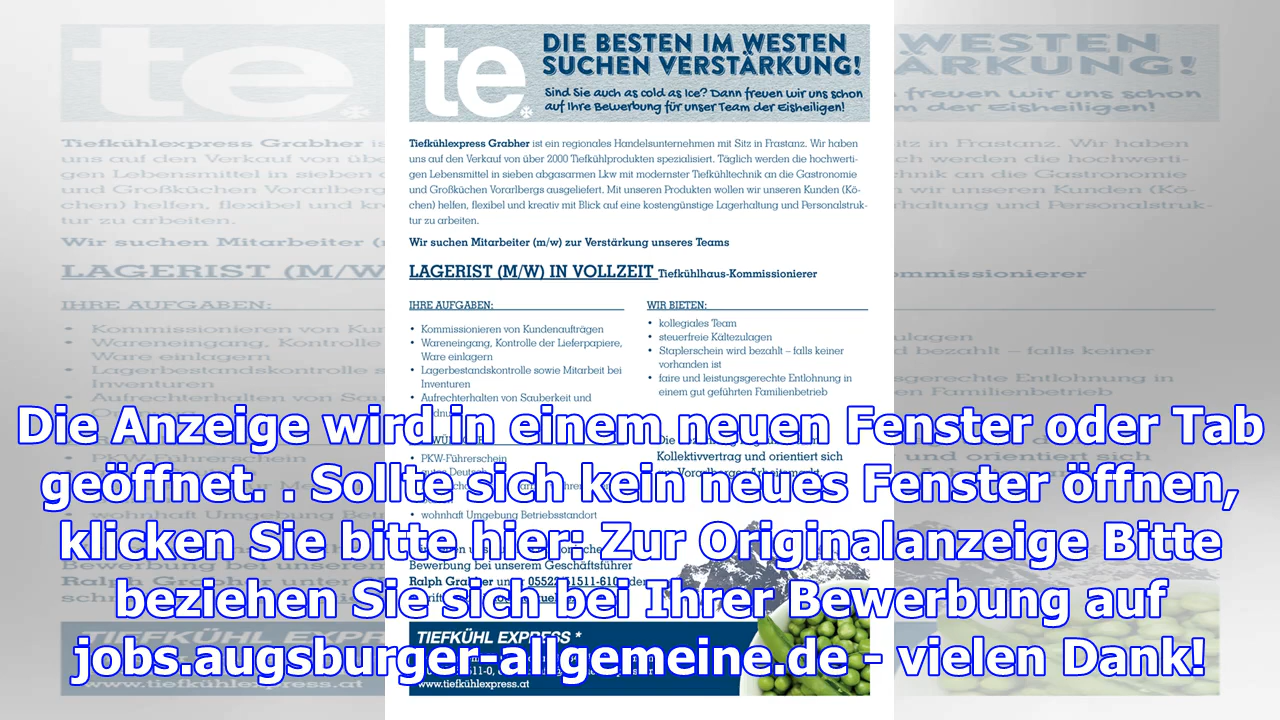 te.
DIE BESTEN IM WESTEN
SUCHEN VERSTÄRKUNG!
Sind Sie auch as cold as Ice? Dann freuen wir uns schon
auf Ihre Bewerbung für unser Team der Eisheiligen!
Tiefkühlexpress Grabher ist ein regionales Handelsunternehmen mit Sitz in Frastanz. Wir haben
uns auf den Verkauf von über 2000 Tiefkühlprodukten spezialisiert. Täglich werden die hochwerti-
gen Lebensmittel in sieben abgasarmen Lkw mit modernster Tiefkühltechnik an die Gastronomie
und Großküchen Vorarlbergs ausgeliefert. Mit unseren Produkten wollen wir unseren Kunden (Kö-
chen) helfen, flexibel und kreativ mit Blick auf eine kostengünstige Lagerhaltung und Personalstruk-
tur zu arbeiten.
Wir suchen Mitarbeiter (m/w) zur Verstärkung unseres Teams
LAGERIST (M/W) IN VOLLZEIT Tiefkühlhaus-Kommissionierer
IHRE AUFGABEN:
• Kommissionieren von Kundenaufträgen
• Wareneingang, Kontrolle der Lieferpapiere,
Ware einlagern
• Lagerbestandskontrolle sowie Mitarbeit bei
Inventuren
• Aufrechterhalten von Sauberkeit und
WIR BIETEN:
• kollegiales Team
• steuerfreie Kältezulagen
• Staplerschein wird bezahlt – falls keiner
vorhanden ist
• faire und leistungsgerechte Entlohnung in
einem gut geführten Familienbetrieb
• PKW-Führerschein
Kollektivvertrag und orientiert sich
• wohnhaft Umgebung Betriebsstandort
Bewerbung bei unserem Geschäftsführer
Ralph Grabher
TIEFKÜHL EXPRESS *
www.tiefkühlexpress.at
Die Anzeige wird in einem neuen Fenster oder Tab
geöffnet. . Sollte sich kein neues Fenster öffnen,
klicken Sie bitte hier: Zur Originalanzeige Bitte
beziehen Sie sich bei Ihrer Bewerbung auf
jobs.augsburger-allgemeine.de - vielen Dank!